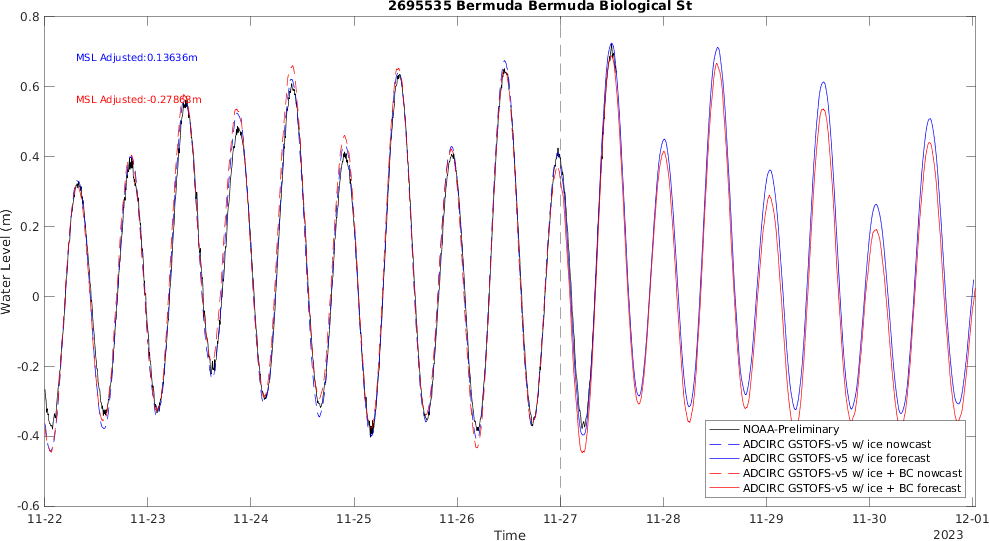 2695535 Bermuda Bermuda Biological St
0.8
0.6
0.4
0.2
0
-0.2
-0.4
-0.6
Water Level (m)
MSL Adjusted:0.13636m
11-22
11-23
11-24
11-25
11-26
11-27
11-28
11-29
11-30
12-01
Time
2023
NOAA-Preliminary
ADCIRC GSTOFS-v5 w/ ice nowcast
ADCIRC GSTOFS-v5 w/ ice forecast
ADCIRC GSTOFS-v5 w/ ice + BC nowcast
ADCIRC GSTOFS-v5 w/ ice + BC forecast